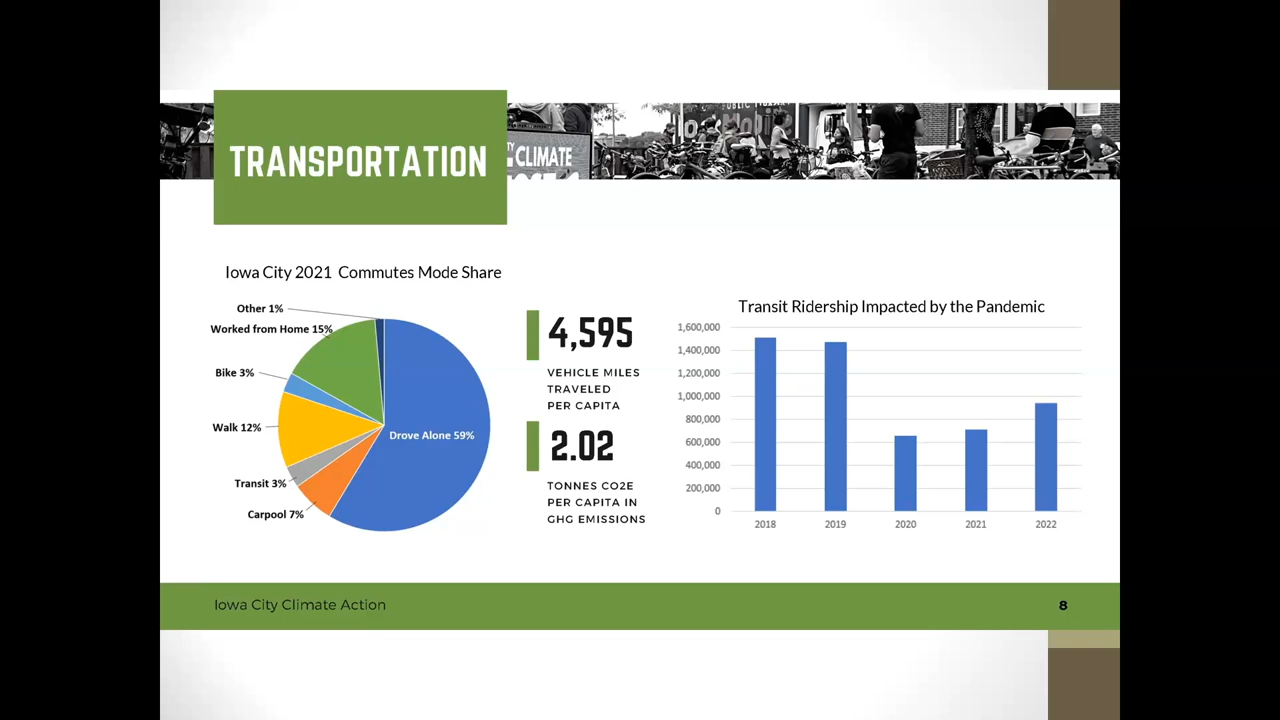 TRANSPORTATION
CLIMATE
Iowa City 2021 Commutes Mode Share
Other 1%
Worked from Home 15%
Bike 3%
Walk 12%
Transit 3%
Carpool 7%
Drove Alone 59%
4,595
VEHICLE MILES
TRAVELED
PER CAPITA
2.02
TONNES CO2E
PER CAPITA IN
GHG EMISSIONS
Transit Ridership Impacted by the Pandemic
1,600,000
1,400,000
1,200,000
1,000,000
800,000
600,000
400,000
200,000
0
2018 2019 2020 2021 2022
Iowa City Climate Action
8